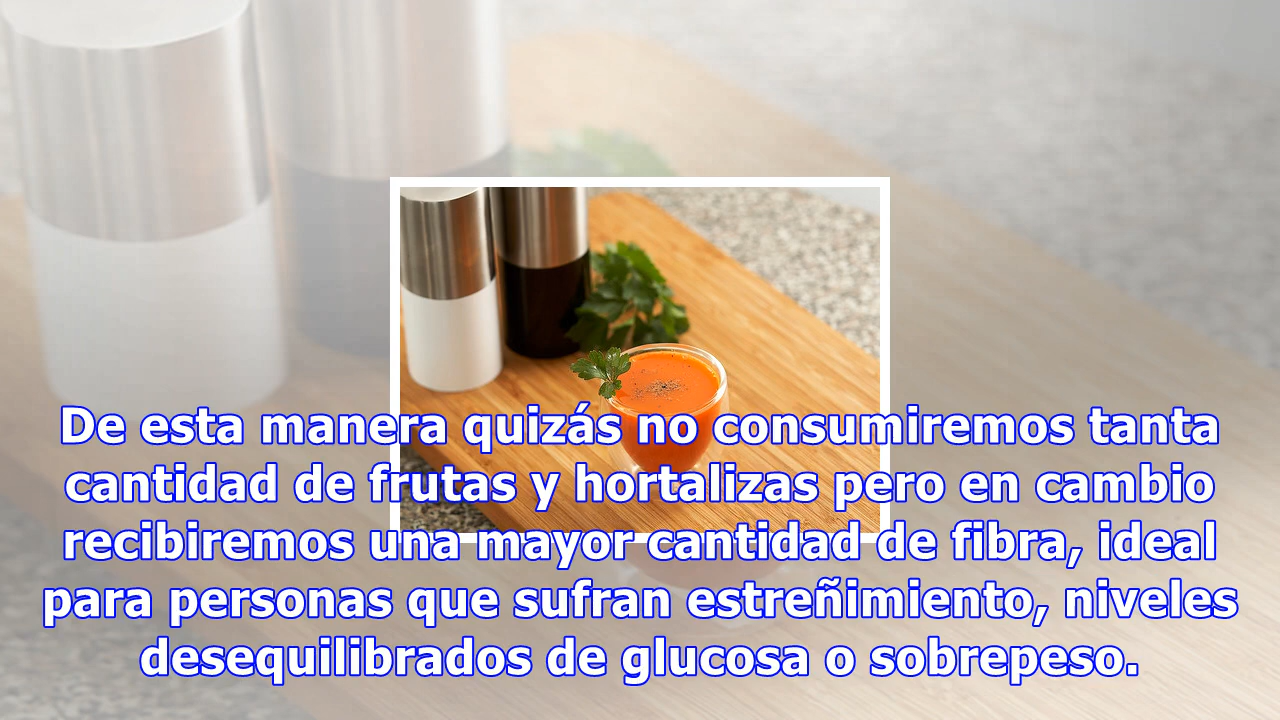 De esta manera quizás no consumiremos tanta
cantidad de frutas y hortalizas pero en cambio
recibiremos una mayor cantidad de fibra, ideal
para personas que sufran estreñimiento, niveles
desequilibrados de glucosa o sobrepeso.